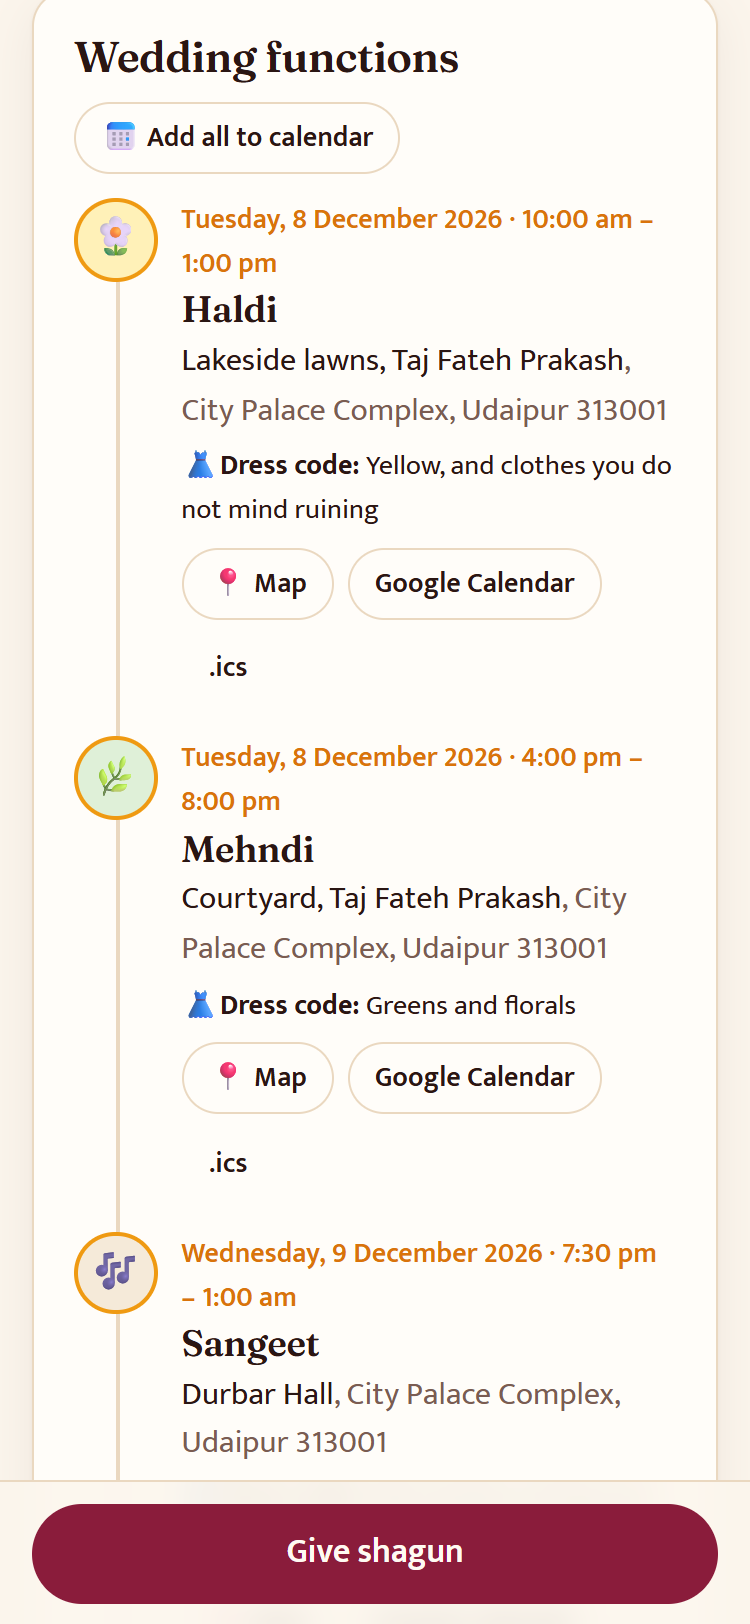 Wedding functions
Add all to calendar
Tuesday, 8 December 2026 · 10:00 am –
1:00 pm
Haldi
Lakeside lawns, Taj Fateh Prakash,
City Palace Complex, Udaipur 313001
Dress code: Yellow, and clothes you do
not mind ruining
Map
Google Calendar
.ics
Tuesday, 8 December 2026 · 4:00 pm –
8:00 pm
Mehndi
Courtyard, Taj Fateh Prakash, City
Palace Complex, Udaipur 313001
Dress code: Greens and florals
Map
Google Calendar
.ics
Wednesday, 9 December 2026 · 7:30 pm
– 1:00 am
Sangeet
Durbar Hall, City Palace Complex,
Udaipur 313001
Give shagun